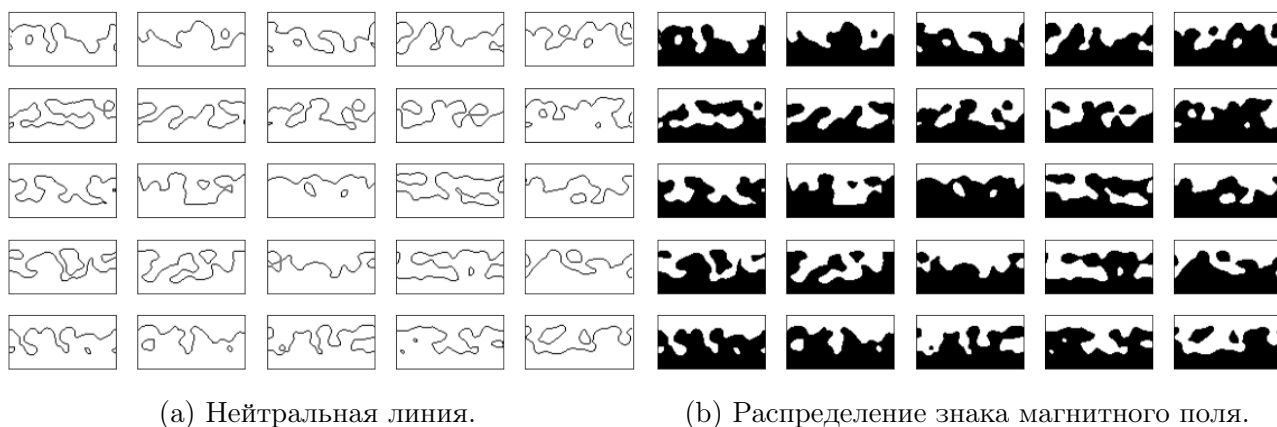 (a) Нейтральная линия.
(b) Распределение знака магнитного поля.